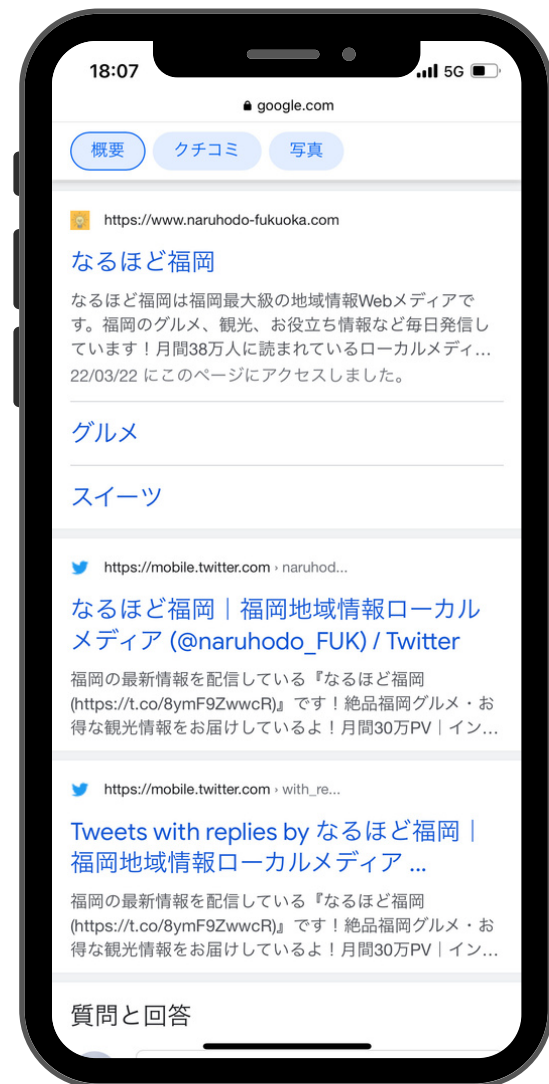 18:07
5G
google.com
概要 クチコミ 写真
https://www.naruhodo-fukuoka.com
なるほど福岡
なるほど福岡は福岡最大級の地域情報Webメディアで
す。福岡のグルメ、観光、お役立ち情報など毎日発信し
ています！月間38万人に読まれているローカルメディ...
22/03/22 にこのページにアクセスしました。
グルメ
スイーツ
https://mobile.twitter.com › naruhod...
なるほど福岡｜福岡地域情報ローカル
メディア (@naruhodo_FUK) / Twitter
福岡の最新情報を配信している『なるほど福岡
(https://t.co/8ymF9ZwwcR)』です！絶品福岡グルメ・お
得な観光情報をお届けしているよ！月間30万PV｜イン...
https://mobile.twitter.com › with_re...
Tweets with replies by なるほど福岡｜
福岡地域情報ローカルメディア ...
福岡の最新情報を配信している『なるほど福岡
(https://t.co/8ymF9ZwwcR)』です！絶品福岡グルメ・お
得な観光情報をお届けしているよ！月間30万PV｜イン...
質問と回答